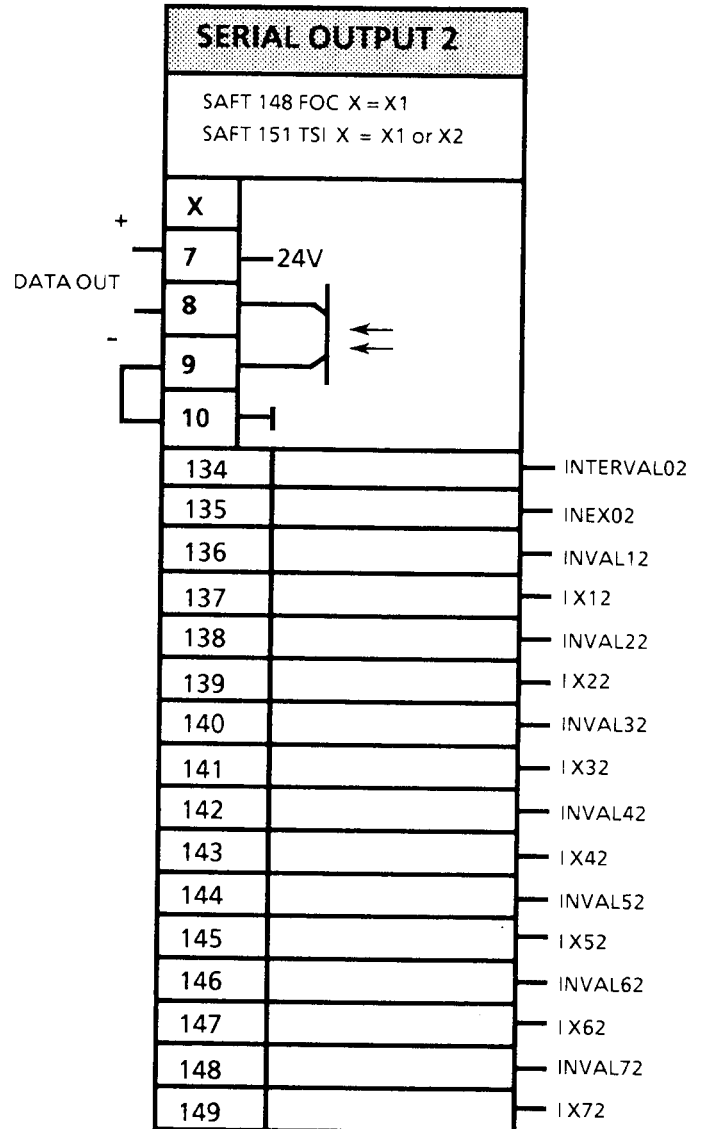 SERIAL OUTPUT 2
SAFT 148 FOC X = X1
SAFT 151 TSI X = X1 or X2
X
+
7 24V
DATA OUT
8
-
9
10
134 INTERVAL02
135 INEX02
136 INVAL12
137 IX12
138 INVAL22
139 IX22
140 INVAL32
141 IX32
142 INVAL42
143 IX42
144 INVAL52
145 IX52
146 INVAL62
147 IX62
148 INVAL72
149 IX72